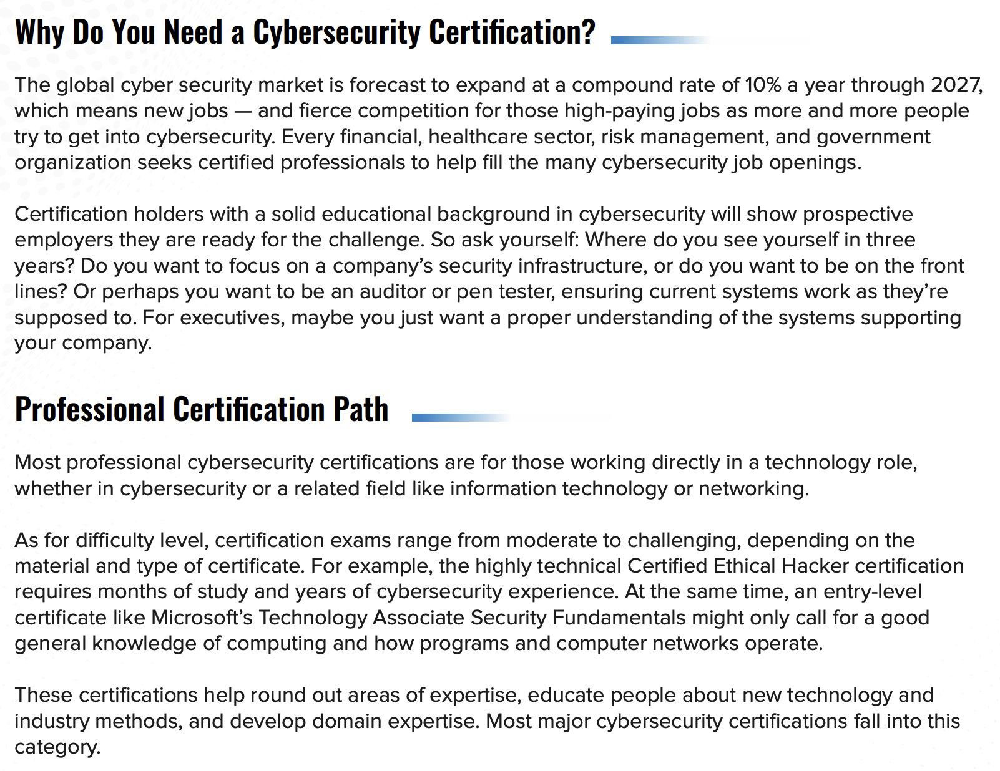 Why Do You Need a Cybersecurity Certification?
The global cyber security market is forecast to expand at a compound rate of 10% a year through 2027,
which means new jobs — and fierce competition for those high-paying jobs as more and more people
try to get into cybersecurity. Every financial, healthcare sector, risk management, and government
organization seeks certified professionals to help fill the many cybersecurity job openings.
Certification holders with a solid educational background in cybersecurity will show prospective
employers they are ready for the challenge. So ask yourself: Where do you see yourself in three
years? Do you want to focus on a company’s security infrastructure, or do you want to be on the front
lines? Or perhaps you want to be an auditor or pen tester, ensuring current systems work as they’re
supposed to. For executives, maybe you just want a proper understanding of the systems supporting
your company.
Professional Certification Path
Most professional cybersecurity certifications are for those working directly in a technology role,
whether in cybersecurity or a related field like information technology or networking.
As for difficulty level, certification exams range from moderate to challenging, depending on the
material and type of certificate. For example, the highly technical Certified Ethical Hacker certification
requires months of study and years of cybersecurity experience. At the same time, an entry-level
certificate like Microsoft’s Technology Associate Security Fundamentals might only call for a good
general knowledge of computing and how programs and computer networks operate.
These certifications help round out areas of expertise, educate people about new technology and
industry methods, and develop domain expertise. Most major cybersecurity certifications fall into this
category.